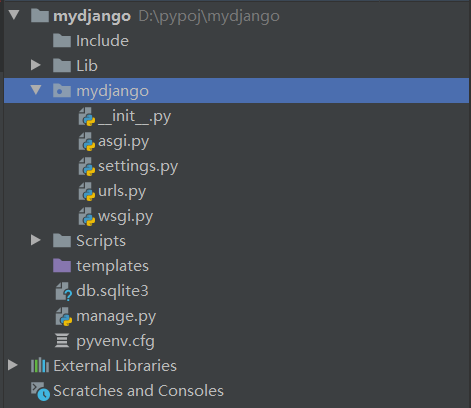 mydjango D:\pypoj\mydjango
Include
Lib
mydjango
__init__.py
asgi.py
settings.py
urls.py
wsgi.py
Scripts
templates
db.sqlite3
manage.py
pyvenv.cfg
External Libraries
Scratches and Consoles